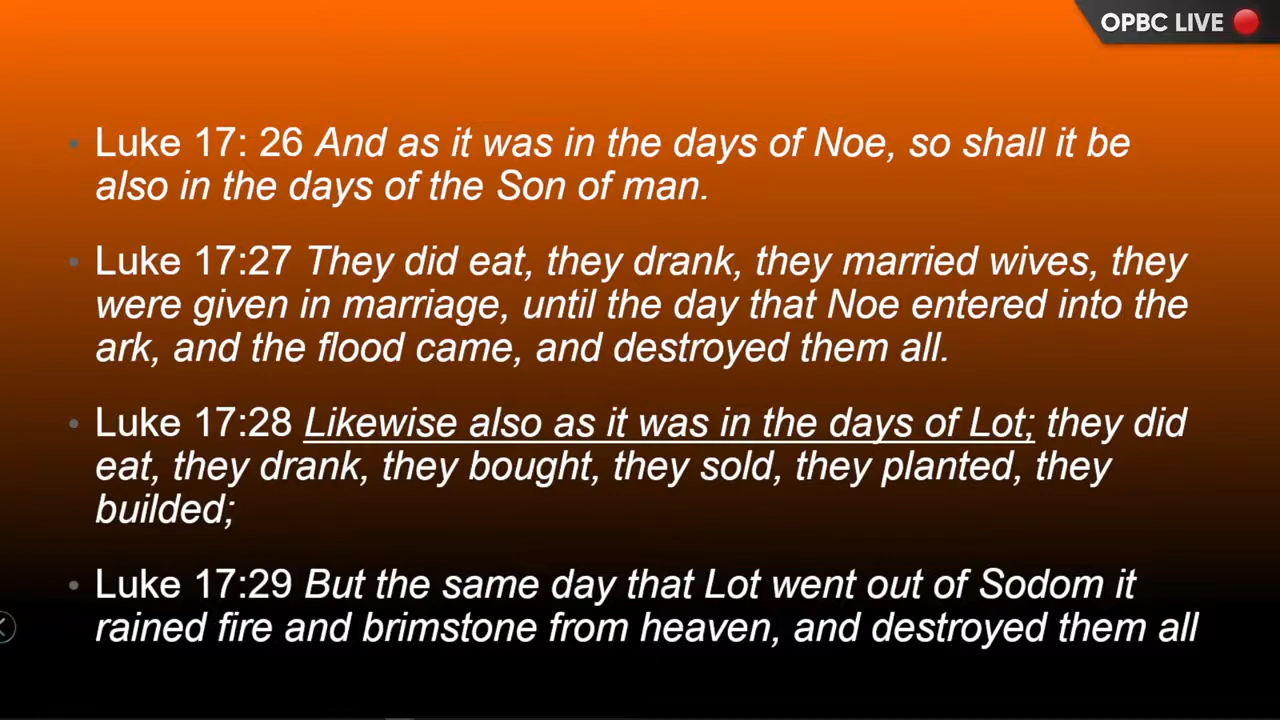 OPBC LIVE
• Luke 17: 26 And as it was in the days of Noe, so shall it be
also in the days of the Son of man.
• Luke 17:27 They did eat, they drank, they married wives, they
were given in marriage, until the day that Noe entered into the
ark, and the flood came, and destroyed them all.
• Luke 17:28 Likewise also as it was in the days of Lot; they did
eat, they drank, they bought, they sold, they planted, they
builded;
• Luke 17:29 But the same day that Lot went out of Sodom it
rained fire and brimstone from heaven, and destroyed them all